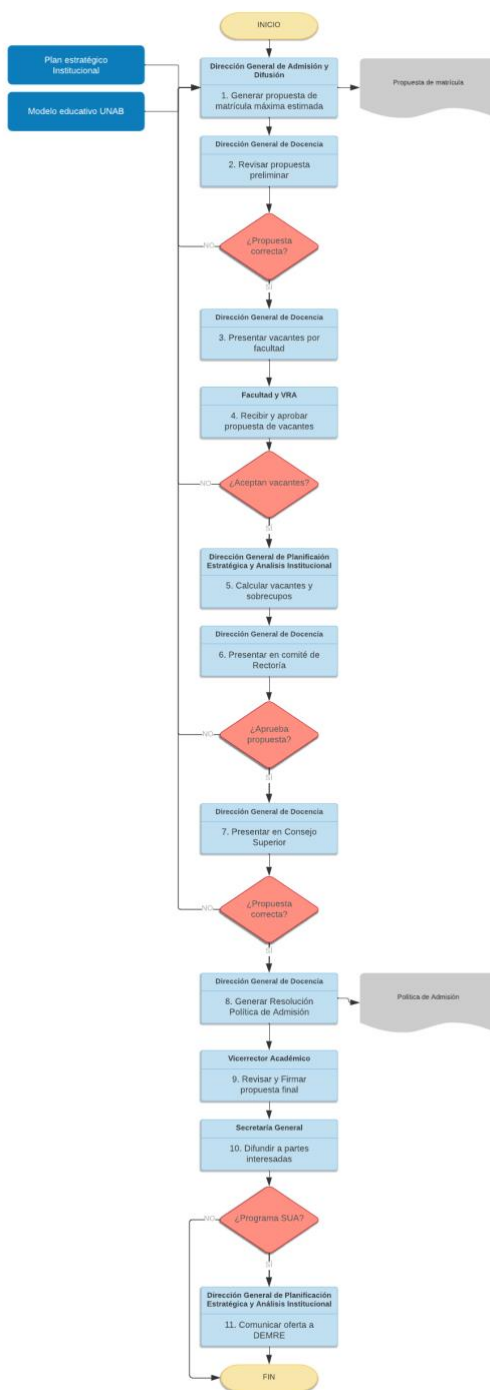 INICIO
Plan estratégico
Institucional
Modelo educativo UNAB
Dirección General de Admisión y
Difusión
1. Generar propuesta de
matrícula máxima estimada
Propuesta de matrícula
Dirección General de Docencia
2. Revisar propuesta
preliminar
¿Propuesta
correcta?
NO
SI
Dirección General de Docencia
3. Presentar vacantes por
facultad
Facultad y VRA
4. Recibir y aprobar
propuesta de vacantes
¿Aceptan vacantes?
NO
SI
Dirección General de Planificaión
Estratégica y Analisis Institucional
5. Calcular vacantes y
sobrecupos
Dirección General de Docencia
6. Presentar en comité de
Rectoría
¿Aprueba
propuesta?
NO
SI
Dirección General de Docencia
7. Presentar en Consejo
Superior
¿Propuesta
correcta?
NO
SI
Dirección General de Docencia
8. Generar Resolución
Política de Admisión
Política de Admisión
Vicerrector Académico
9. Revisar y Firmar
propuesta final
Secretaría General
10. Difundir a partes
interesadas
¿Programa SUA?
NO
SI
Dirección General de Planificación
Estratégica y Análisis Institucional
11. Comunicar oferta a
DEMRE
FIN